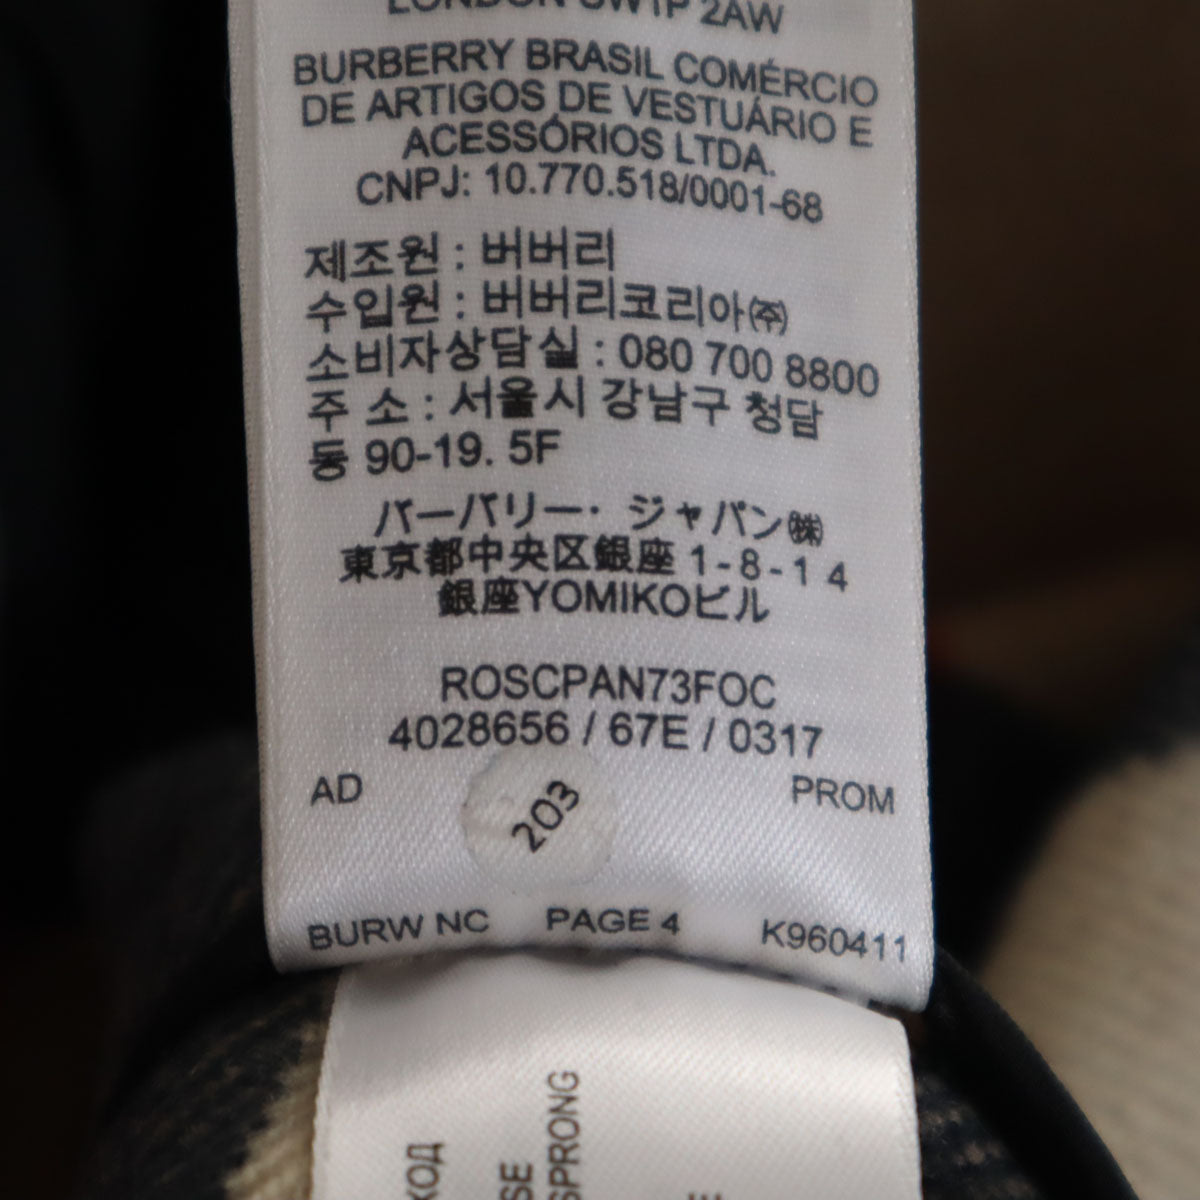 LONDON SW1P 2AW
BURBERRY BRASIL COMÉRCIO
DE ARTIGOS DE VESTUÁRIO E
ACESSÓRIOS LTDA.
CNPJ: 10.770.518/0001-68
제조원 : 버버리
수입원 : 버버리코리아㈜
소비자상담실 : 080 700 8800
주 소 : 서울시 강남구 청담
동 90-19. 5F
バーバリー・ジャパン㈱
東京都中央区銀座 1-8-14
銀座YOMIKOビル
ROSCPAN73FOC
4028656 / 67E / 0317
AD 203 PROM
BURW NC PAGE 4 K960411
SPRONG